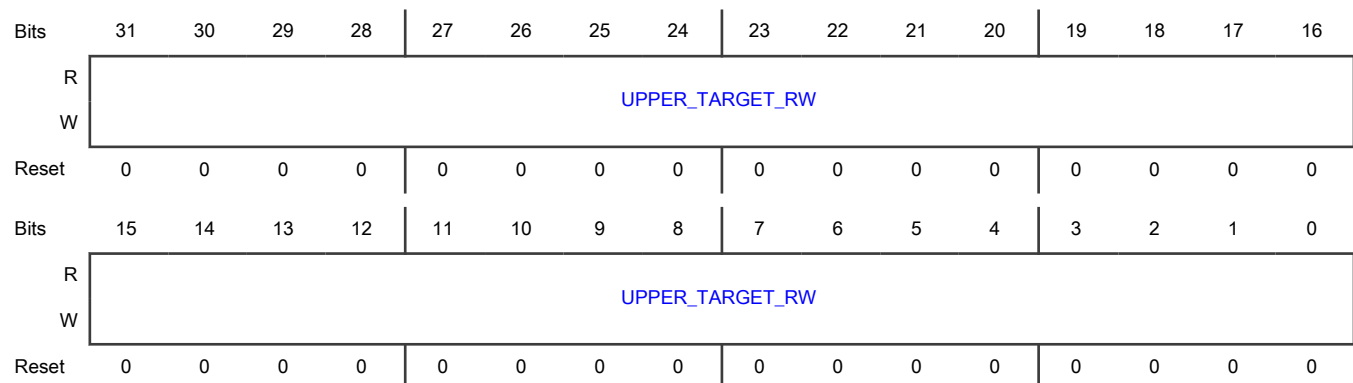 Bits 31 30 29 28 27 26 25 24 23 22 21 20 19 18 17 16
R
UPPER_TARGET_RW
W
Reset 0 0 0 0 0 0 0 0 0 0 0 0 0 0 0 0
Bits 15 14 13 12 11 10 9 8 7 6 5 4 3 2 1 0
R
UPPER_TARGET_RW
W
Reset 0 0 0 0 0 0 0 0 0 0 0 0 0 0 0 0